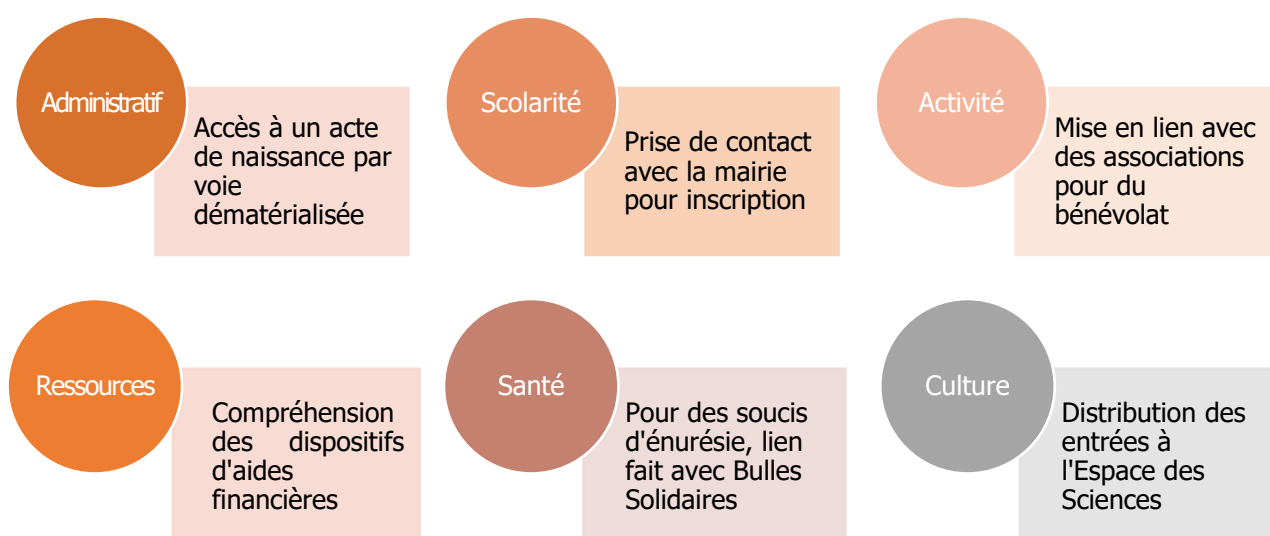 Administratif
Accès à un acte
de naissance par
voie
dématérialisée
Scolarité
Prise de contact
avec la mairie
pour inscription
Activité
Mise en lien avec
des associations
pour du
bénévolat
Ressources
Compréhension
des dispositifs
d'aides
financières
Santé
Pour des soucis
d'énurésie, lien
fait avec Bulles
Solidaires
Culture
Distribution des
entrées à
l'Espace des
Sciences